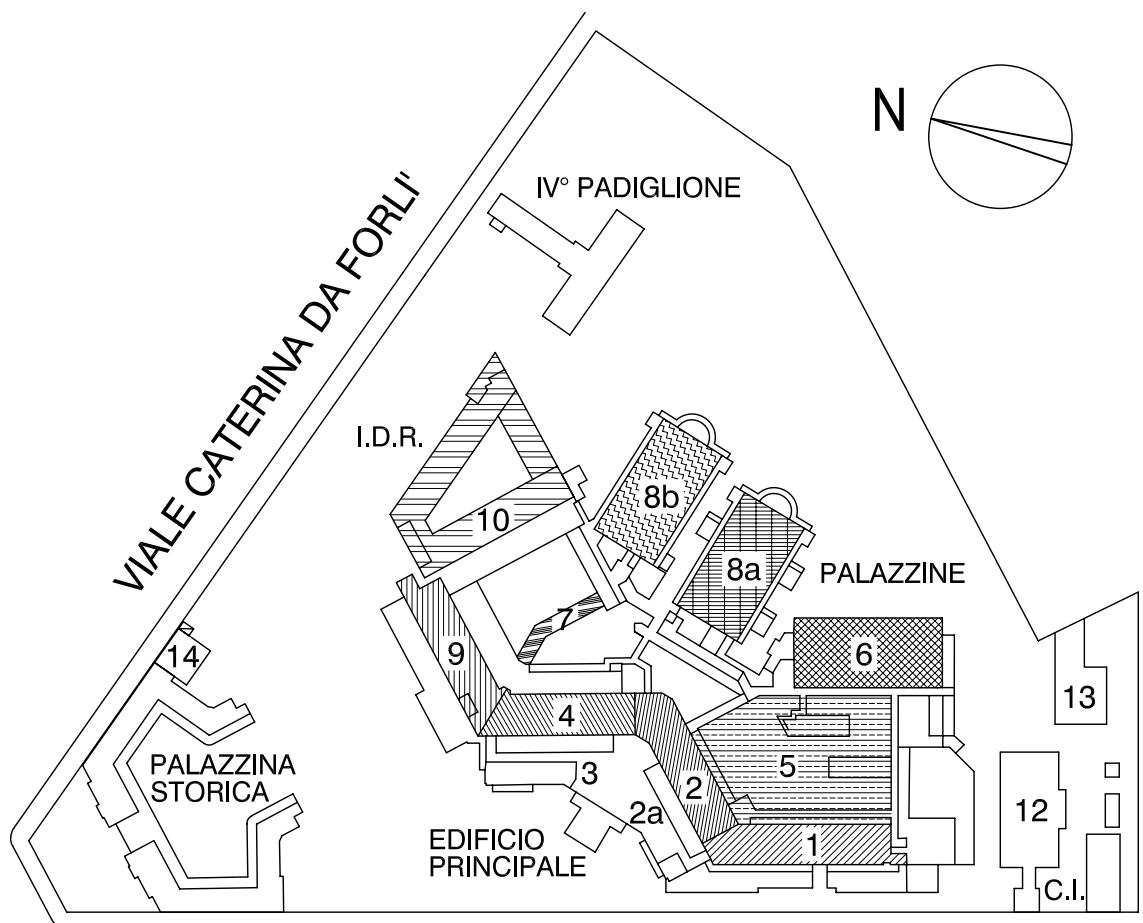 N
IV° PADIGLIONE
VIALE CATERINA DA FORLI'
I.D.R.
8b
10
8a
PALAZZINE
7
6
14
9
13
4
PALAZZINA
STORICA
3
5
2
12
2a
EDIFICIO
PRINCIPALE
1
C.I.